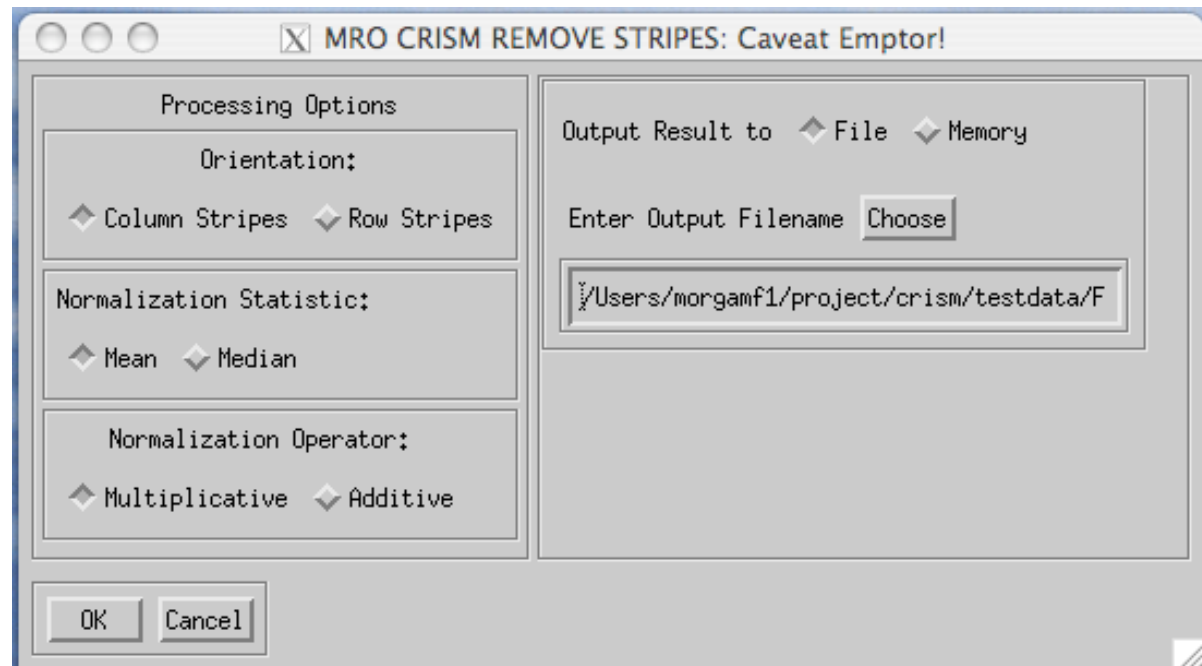 X MRO CRISM REMOVE STRIPES: Caveat Emptor!
Processing Options
Orientation:
Column Stripes Row Stripes
Normalization Statistic:
Mean Median
Normalization Operator:
Multiplicative Additive
Output Result to File Memory
Enter Output Filename Choose
/Users/morgamf1/project/crism/testdata/F
OK Cancel